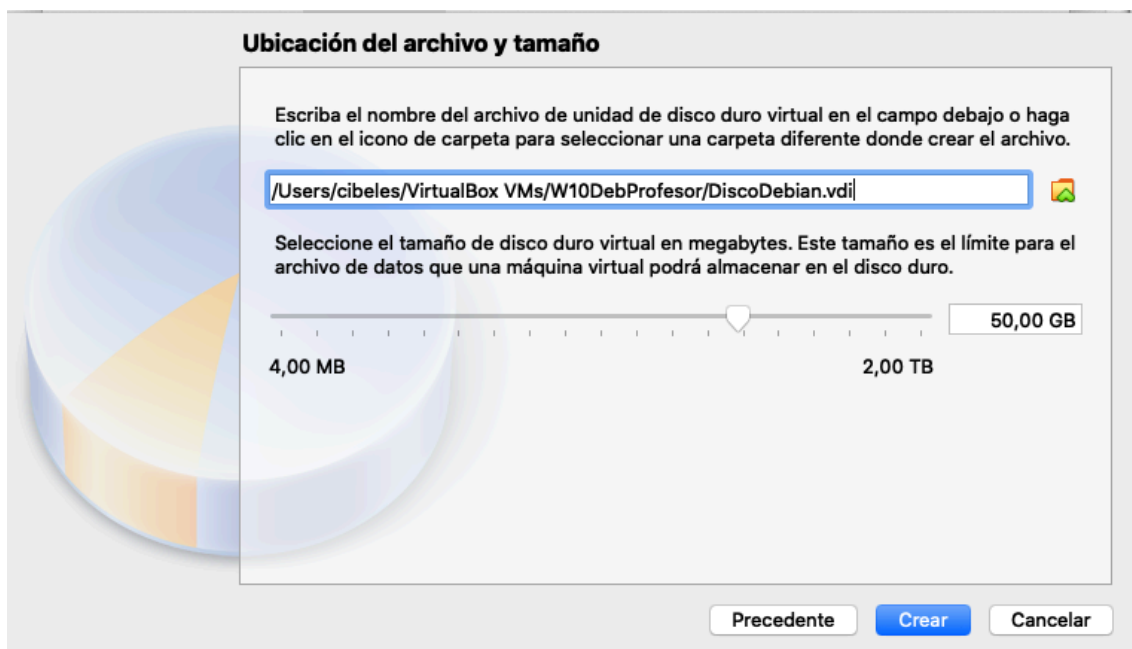 Ubicación del archivo y tamaño
Escriba el nombre del archivo de unidad de disco duro virtual en el campo debajo o haga
clic en el icono de carpeta para seleccionar una carpeta diferente donde crear el archivo.
/Users/cibeles/VirtualBox VMs/W10DebProfesor/DiscoDebian.vdi
Seleccione el tamaño de disco duro virtual en megabytes. Este tamaño es el límite para el
archivo de datos que una máquina virtual podrá almacenar en el disco duro.
50,00 GB
4,00 MB 2,00 TB
Precedente Crear Cancelar